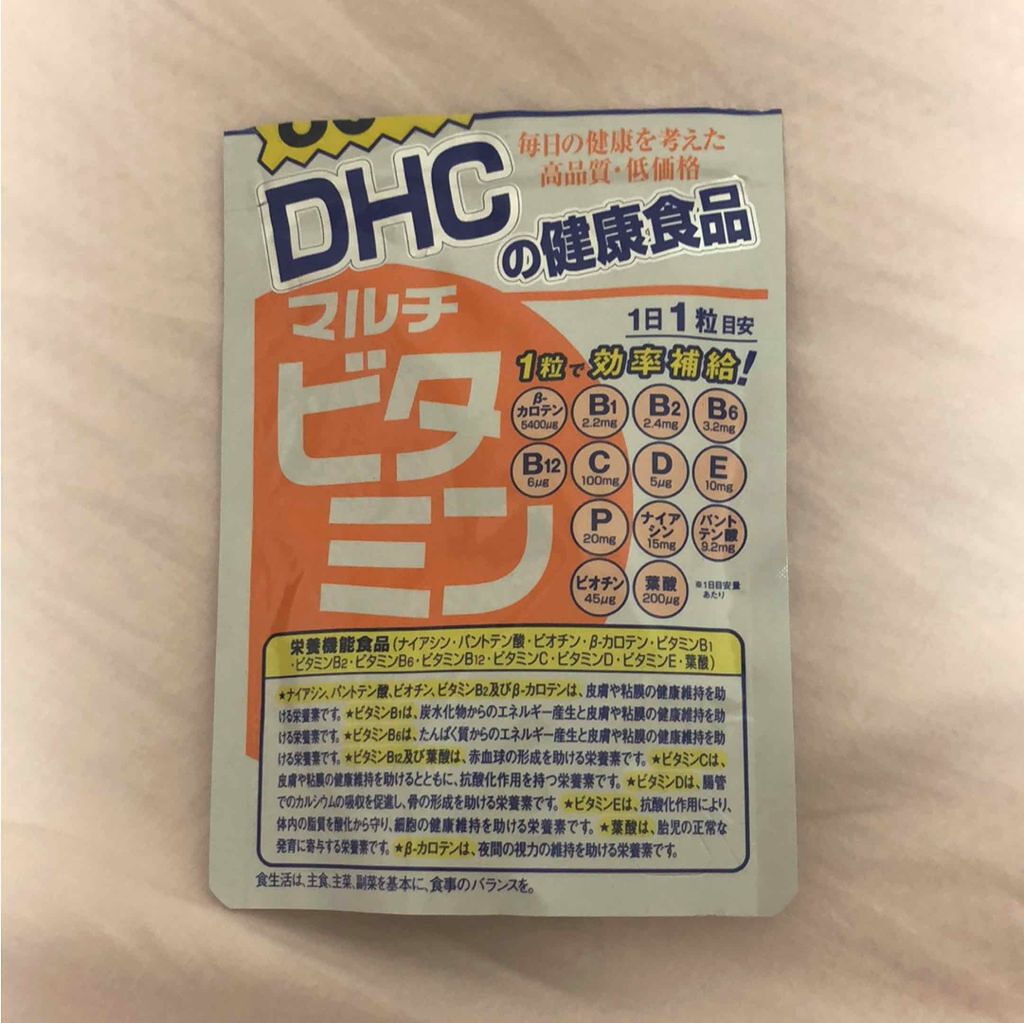 DHC
毎日の健康を考えた
高品質・低価格
の健康食品
マルチ
ビタ
ミン
1日1粒目安
1粒で効率補給!
β-カロテン 5400μg
B1 2.2mg
B2 2.4mg
B6 3.2mg
B12 6μg
C 100mg
D 5μg
E 10mg
P 20mg
ナイアシン 15mg
パントテン酸 9.2mg
ビオチン 45μg
葉酸 200μg
※1日目安量
あたり
栄養機能食品(ナイアシン・パントテン酸・ビオチン・β-カロテン・ビタミンB1
・ビタミンB2・ビタミンB6・ビタミンB12・ビタミンC・ビタミンD・ビタミンE・葉酸)
★ナイアシン、パントテン酸、ビオチン、ビタミンB2及びβ-カロテンは、皮膚や粘膜の健康維持を助
ける栄養素です。★ビタミンB1は、炭水化物からのエネルギー産生と皮膚や粘膜の健康維持を助
ける栄養素です。★ビタミンB6は、たんぱく質からのエネルギー産生と皮膚や粘膜の健康維持を助
ける栄養素です。★ビタミンB12及び葉酸は、赤血球の形成を助ける栄養素です。★ビタミンCは、
皮膚や粘膜の健康維持を助けるとともに、抗酸化作用を持つ栄養素です。★ビタミンDは、腸管
でのカルシウムの吸収を促進し、骨の形成を助ける栄養素です。★ビタミンEは、抗酸化作用により、
体内の脂質を酸化から守り、細胞の健康維持を助ける栄養素です。★葉酸は、胎児の正常な
発育に寄与する栄養素です。★β-カロテンは、夜間の視力の維持を助ける栄養素です。
食生活は、主食、主菜、副菜を基本に、食事のバランスを。